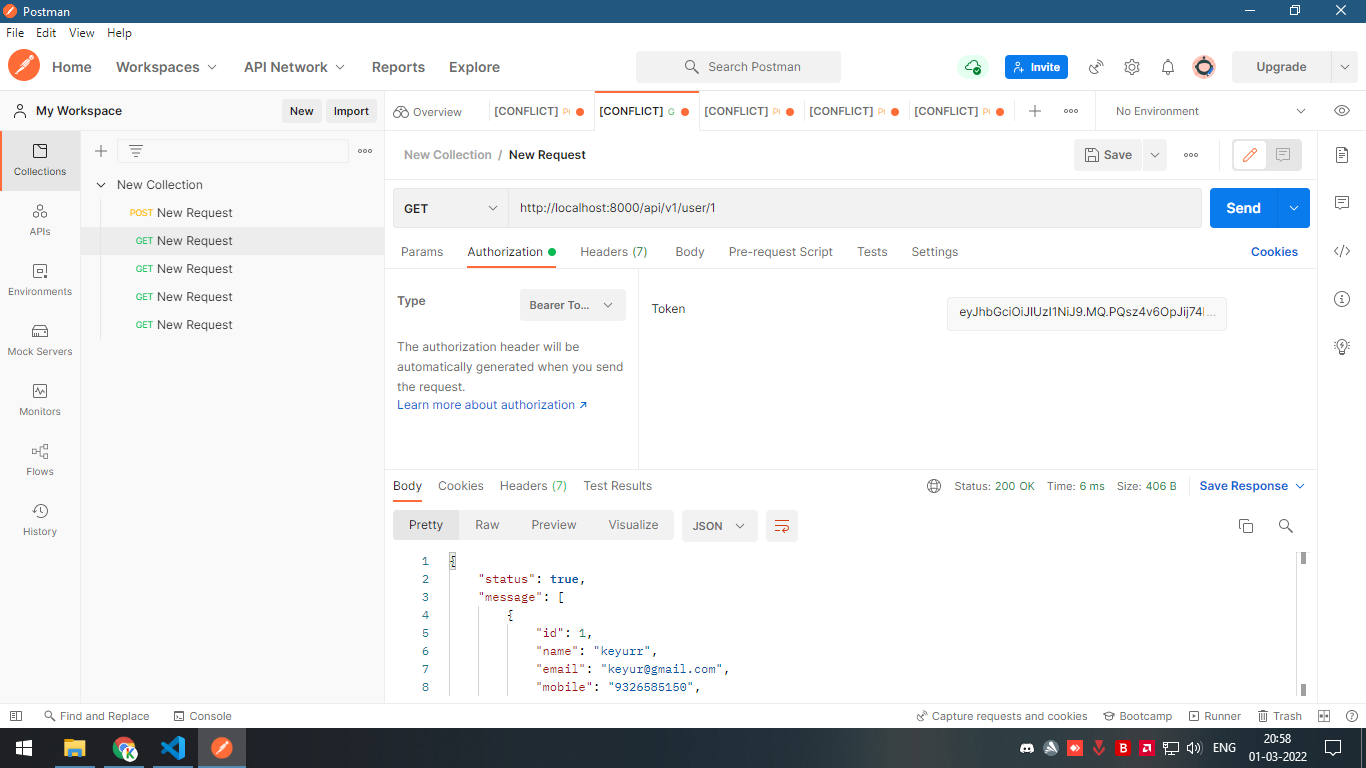 Postman
File Edit View Help
Home Workspaces API Network Reports Explore
Search Postman
Invite
Upgrade
My Workspace
New Import
Overview
[CONFLICT]
[CONFLICT] G
[CONFLICT]
[CONFLICT]
[CONFLICT]
No Environment
Collections
APIs
Environments
Mock Servers
Monitors
Flows
History
New Collection
POST New Request
GET New Request
GET New Request
GET New Request
GET New Request
New Collection / New Request
Save
GET http://localhost:8000/api/v1/user/1
Send
Params Authorization Headers (7) Body Pre-request Script Tests Settings
Cookies
Type Bearer To...
The authorization header will be
automatically generated when you send
the request.
Learn more about authorization ↗
Token eyJhbGciOiJIUzI1NiJ9.MQ.PQsz4v6OpJij74...
Body Cookies Headers (7) Test Results
Status: 200 OK Time: 6 ms Size: 406 B
Save Response
Pretty Raw Preview Visualize JSON
1 {
2 "status": true,
3 "message": [
4 {
5 "id": 1,
6 "name": "keyurr",
7 "email": "keyur@gmail.com",
8 "mobile": "9326585150",
Find and Replace Console
Capture requests and cookies Bootcamp Runner Trash
ENG
20:58
01-03-2022